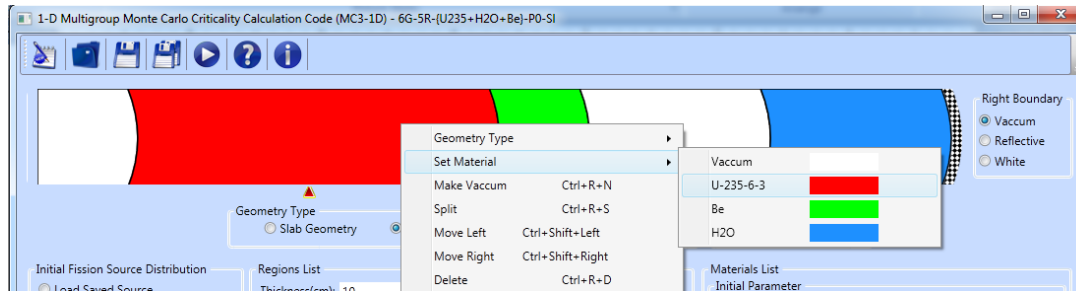 1-D Multigroup Monte Carlo Criticality Calculation Code (MC3-1D) - 6G-5R-{U235+H2O+Be}-P0-SI
Right Boundary
Vaccum
Reflective
White
Geometry Type
Set Material
Make Vaccum Ctrl+R+N
Split Ctrl+R+S
Move Left Ctrl+Shift+Left
Move Right Ctrl+Shift+Right
Delete Ctrl+R+D
Vaccum
U-235-6-3
Be
H2O
Geometry Type
Slab Geometry
Initial Fission Source Distribution
Load Saved Source
Regions List
Thickness(cm): 10
Materials List
Initial Parameter